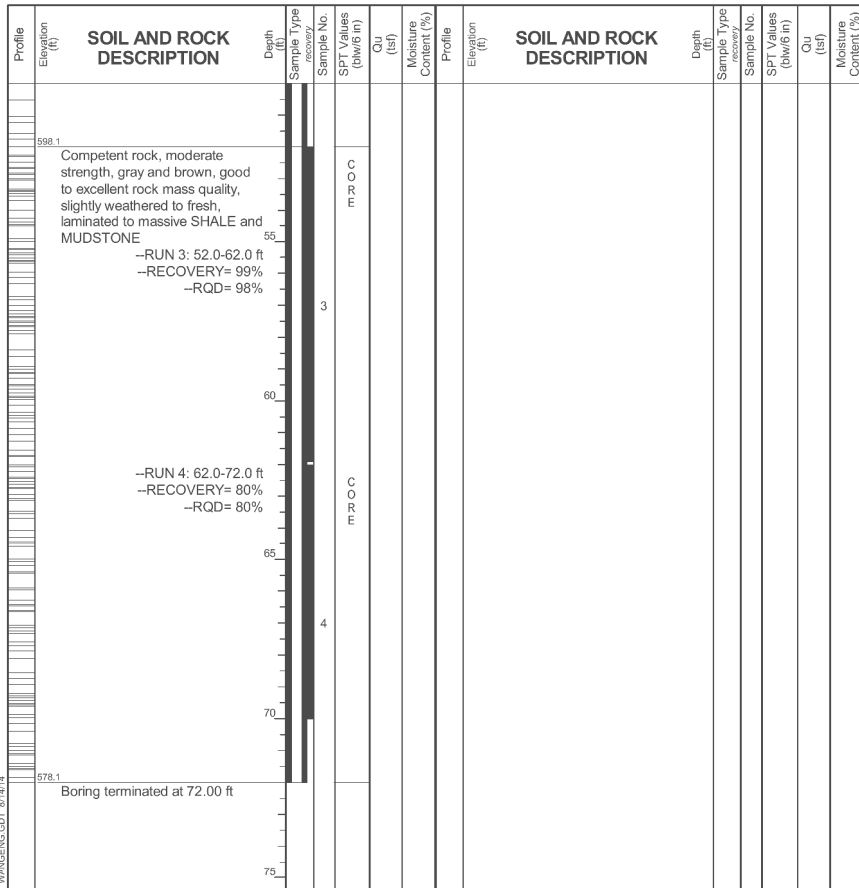 Profile
Elevation
(ft)
SOIL AND ROCK
DESCRIPTION
Depth
(ft)
Sample Type
recovery
Sample No.
SPT Values
(blw/6 in)
Qu
(tsf)
Moisture
Content (%)
Profile
Elevation
(ft)
SOIL AND ROCK
DESCRIPTION
Depth
(ft)
Sample Type
recovery
Sample No.
SPT Values
(blw/6 in)
Qu
(tsf)
Moisture
Content (%)
598.1
Competent rock, moderate
strength, gray and brown, good
to excellent rock mass quality,
slightly weathered to fresh,
laminated to massive SHALE and
MUDSTONE
55
--RUN 3: 52.0-62.0 ft
--RECOVERY= 99%
--RQD= 98%
C
O
R
E
3
60
--RUN 4: 62.0-72.0 ft
--RECOVERY= 80%
--RQD= 80%
C
O
R
E
65
4
70
578.1
Boring terminated at 72.00 ft
75
WANGENG.GDT 8/14/14